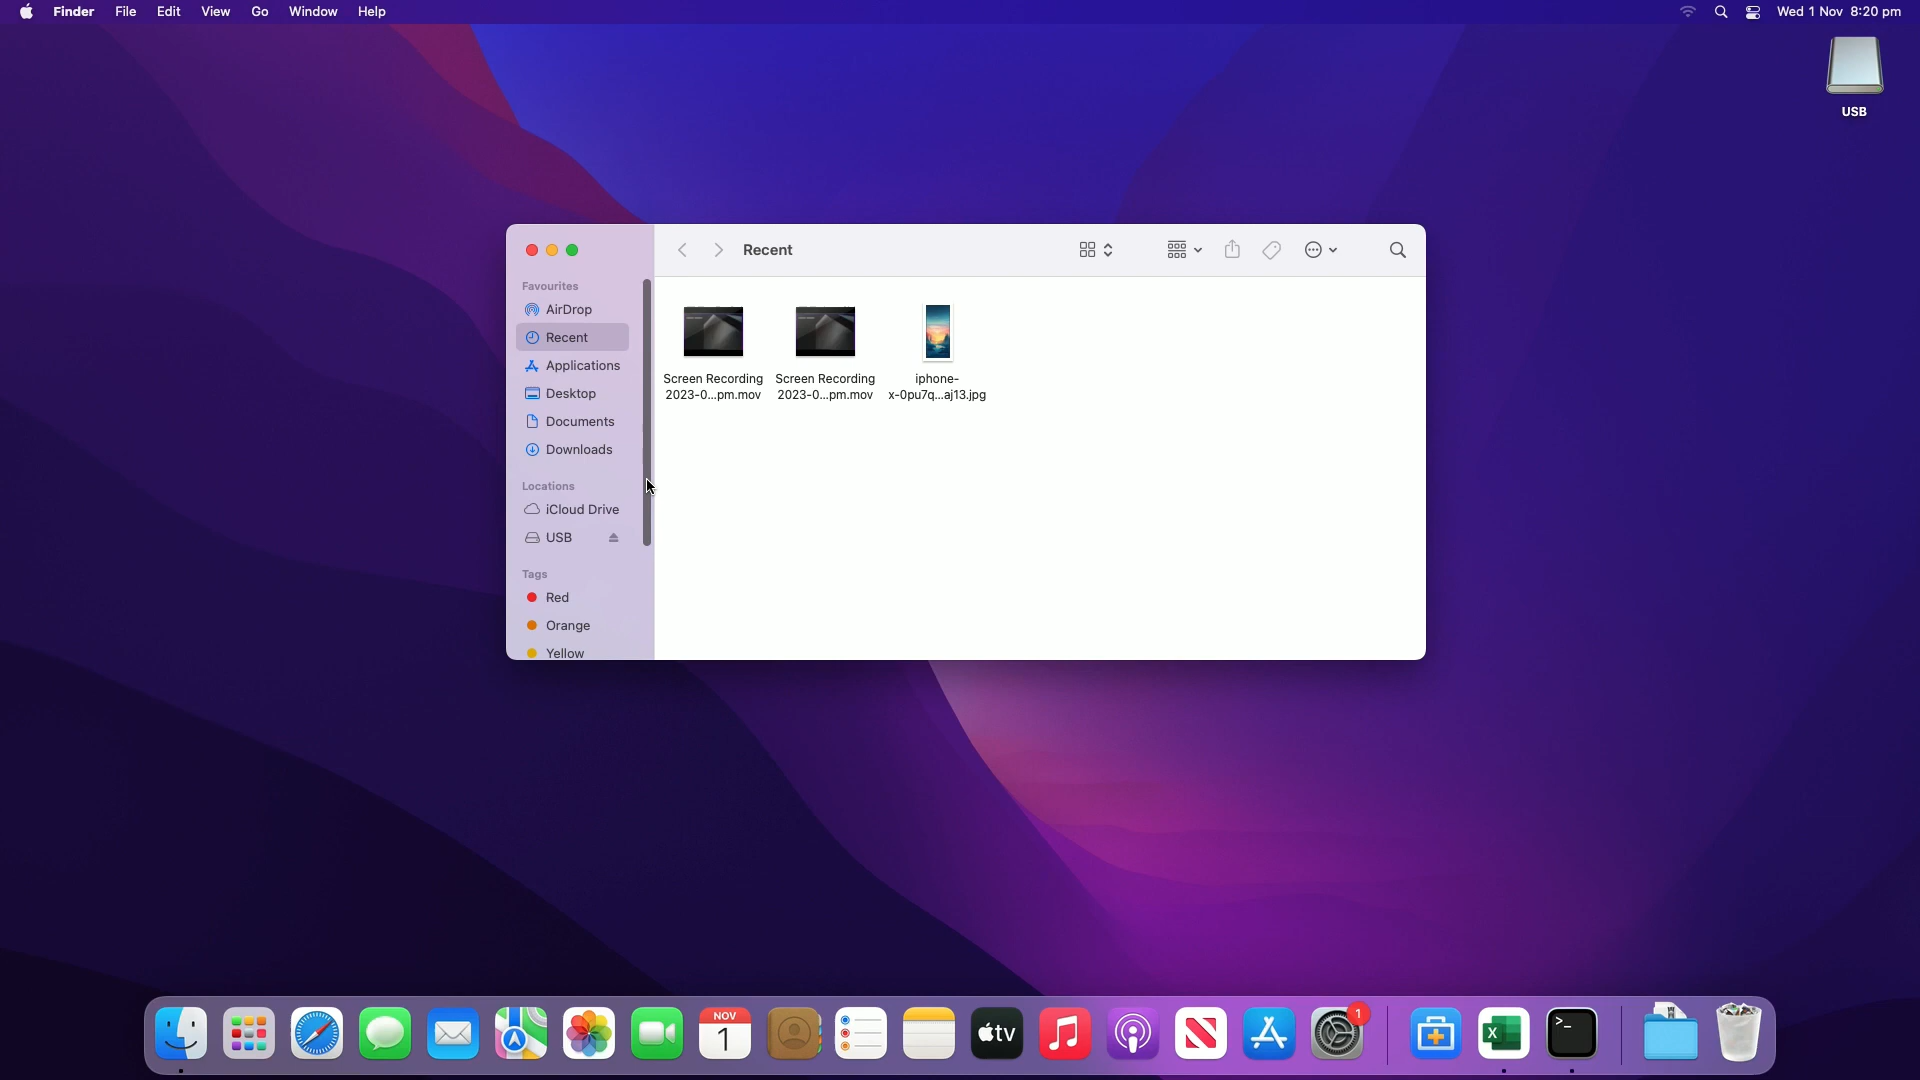 Finder File Edit View Go Window Help Wed 1 Nov 8:20 pm
USB
Recent
Favourites
AirDrop
Recent
Applications
Desktop
Documents
Downloads
Locations
iCloud Drive
USB
Tags
Red
Orange
Yellow
Screen Recording
2023-0...pm.mov
Screen Recording
2023-0...pm.mov
iphone-
x-0pu7q...aj13.jpg
NOV
1
tv
1
X
>_